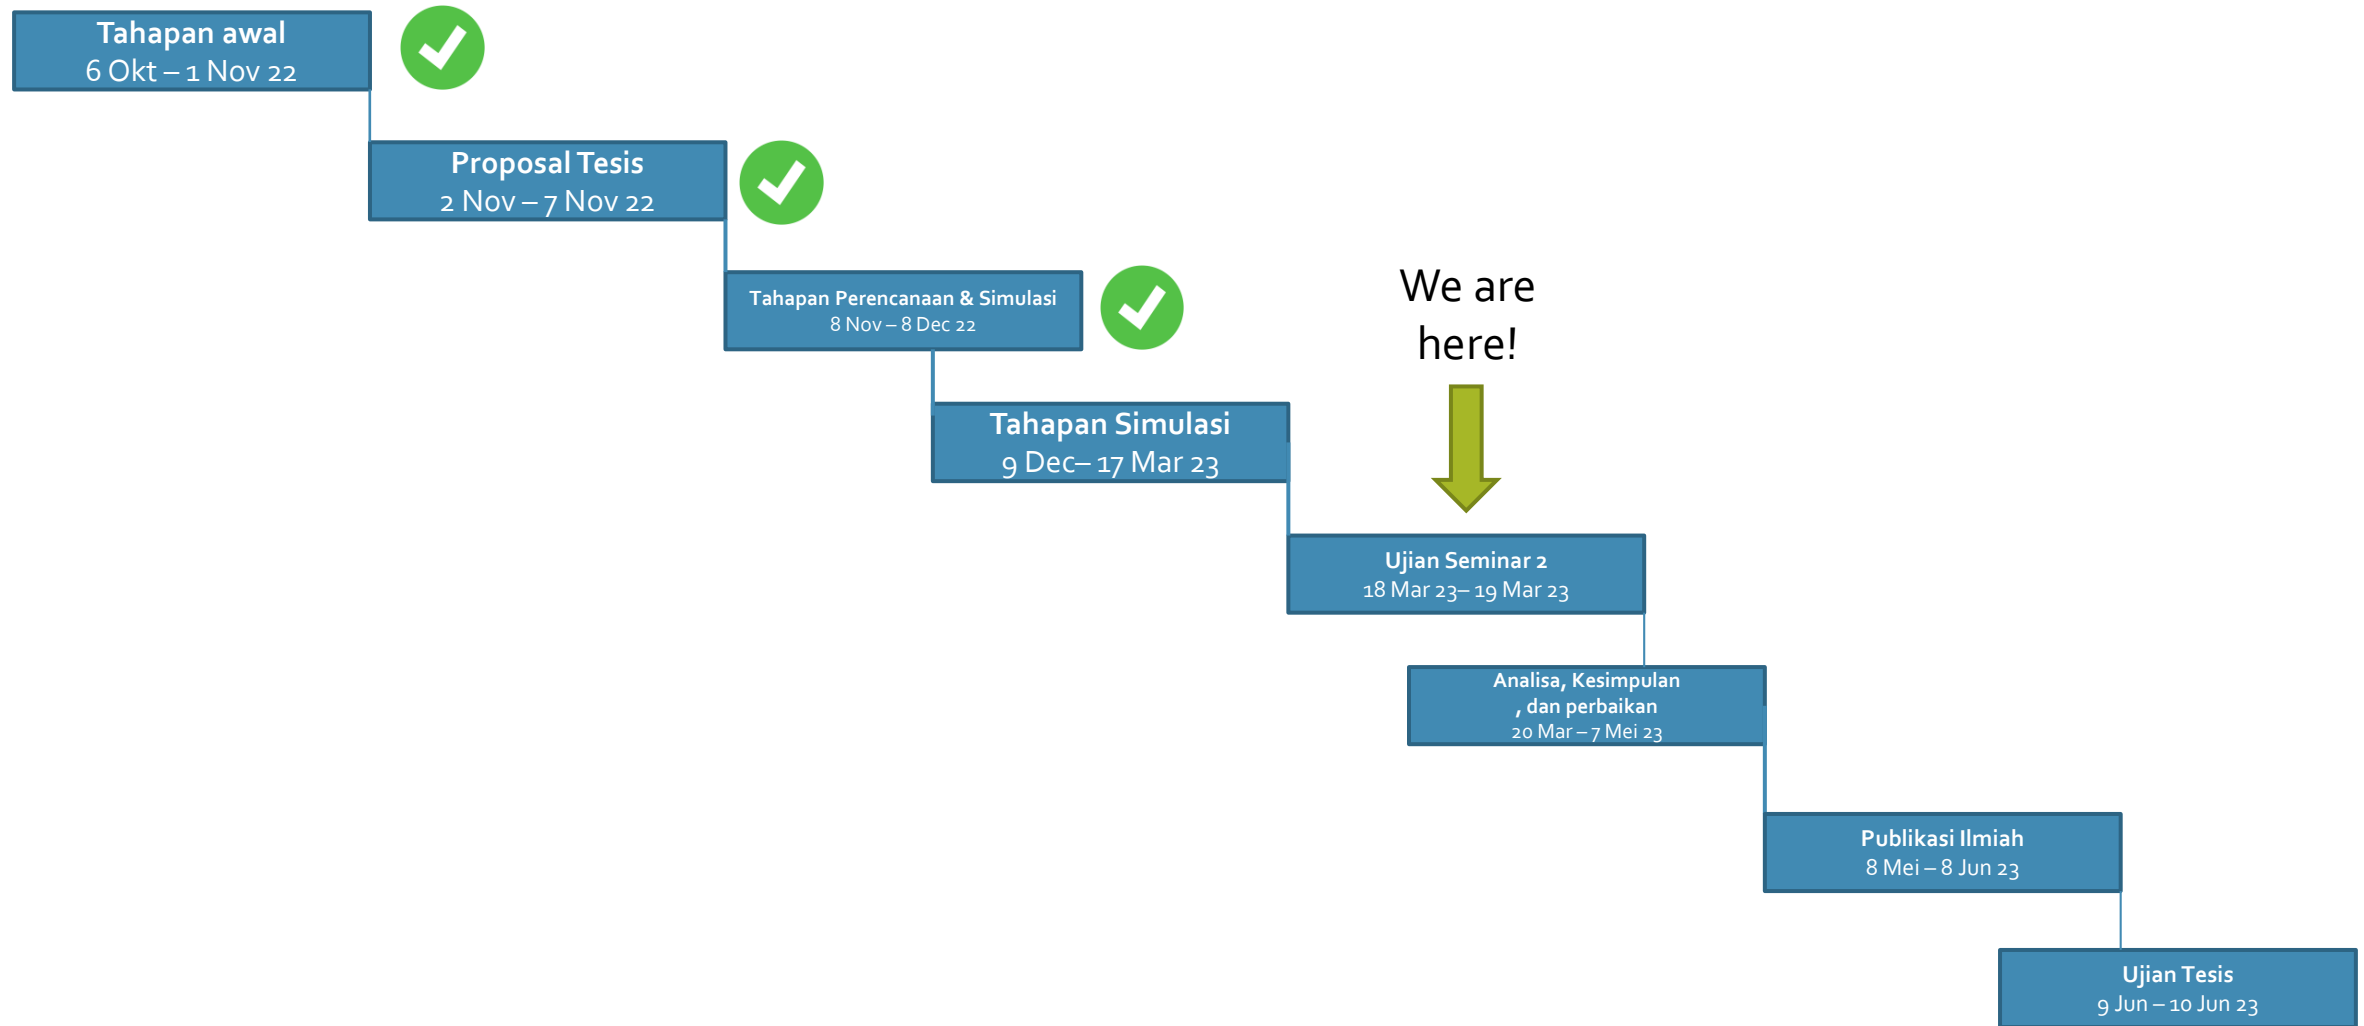 Tahapan awal
6 Okt – 1 Nov 22
Proposal Tesis
2 Nov – 7 Nov 22
Tahapan Perencanaan & Simulasi
8 Nov – 8 Dec 22
We are
here!
Tahapan Simulasi
9 Dec– 17 Mar 23
Ujian Seminar 2
18 Mar 23– 19 Mar 23
Analisa, Kesimpulan
, dan perbaikan
20 Mar – 7 Mei 23
Publikasi Ilmiah
8 Mei – 8 Jun 23
Ujian Tesis
9 Jun – 10 Jun 23